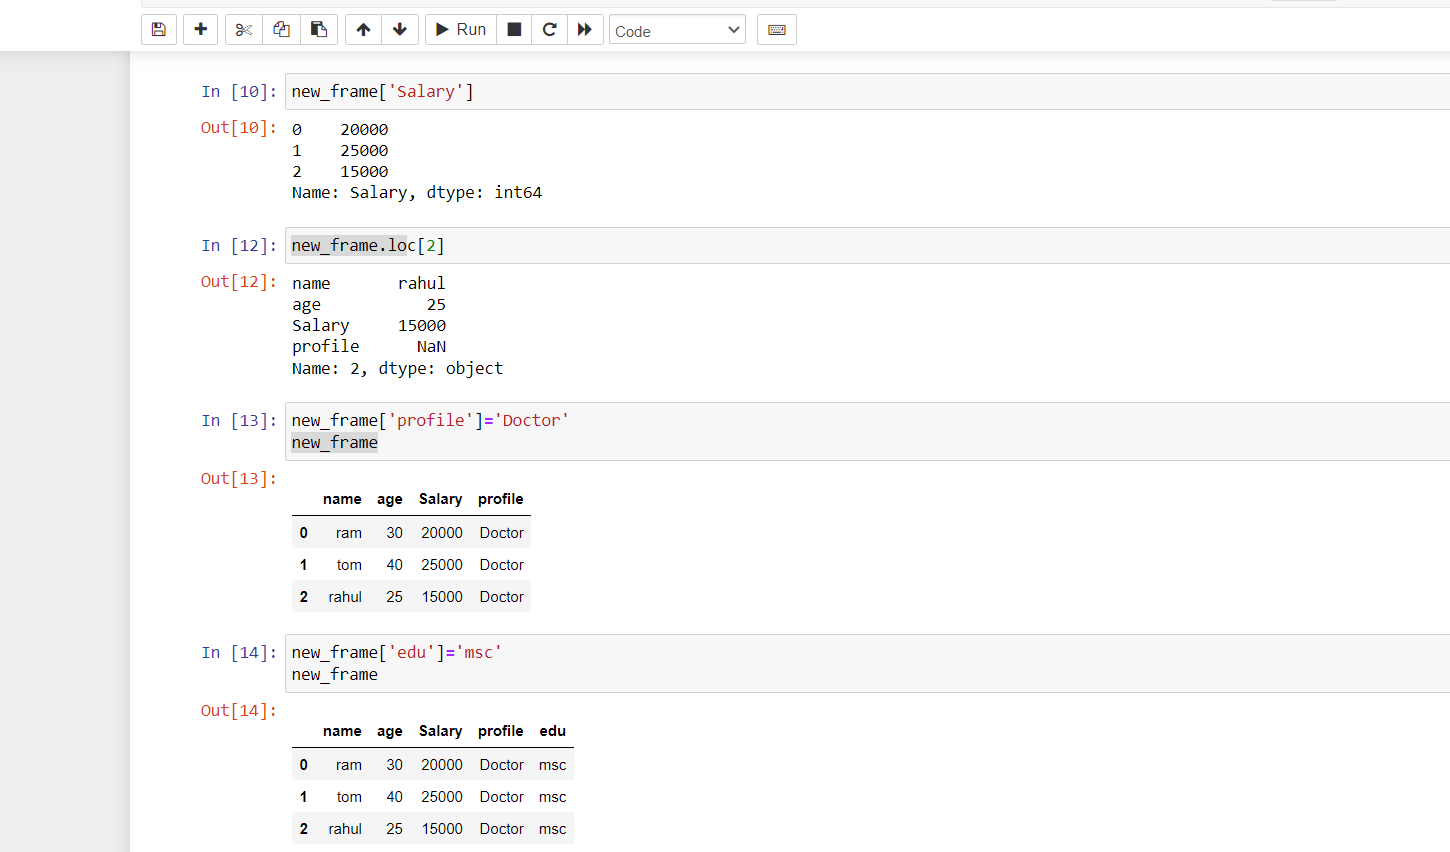 Run
Code
In [10]: new_frame['Salary']
Out[10]: 0    20000
1    25000
2    15000
Name: Salary, dtype: int64
In [12]: new_frame.loc[2]
Out[12]: name       rahul
age           25
Salary     15000
profile      NaN
Name: 2, dtype: object
In [13]: new_frame['profile']='Doctor'
new_frame
Out[13]:
name age Salary profile
0 ram 30 20000 Doctor
1 tom 40 25000 Doctor
2 rahul 25 15000 Doctor
In [14]: new_frame['edu']='msc'
new_frame
Out[14]:
name age Salary profile edu
0 ram 30 20000 Doctor msc
1 tom 40 25000 Doctor msc
2 rahul 25 15000 Doctor msc